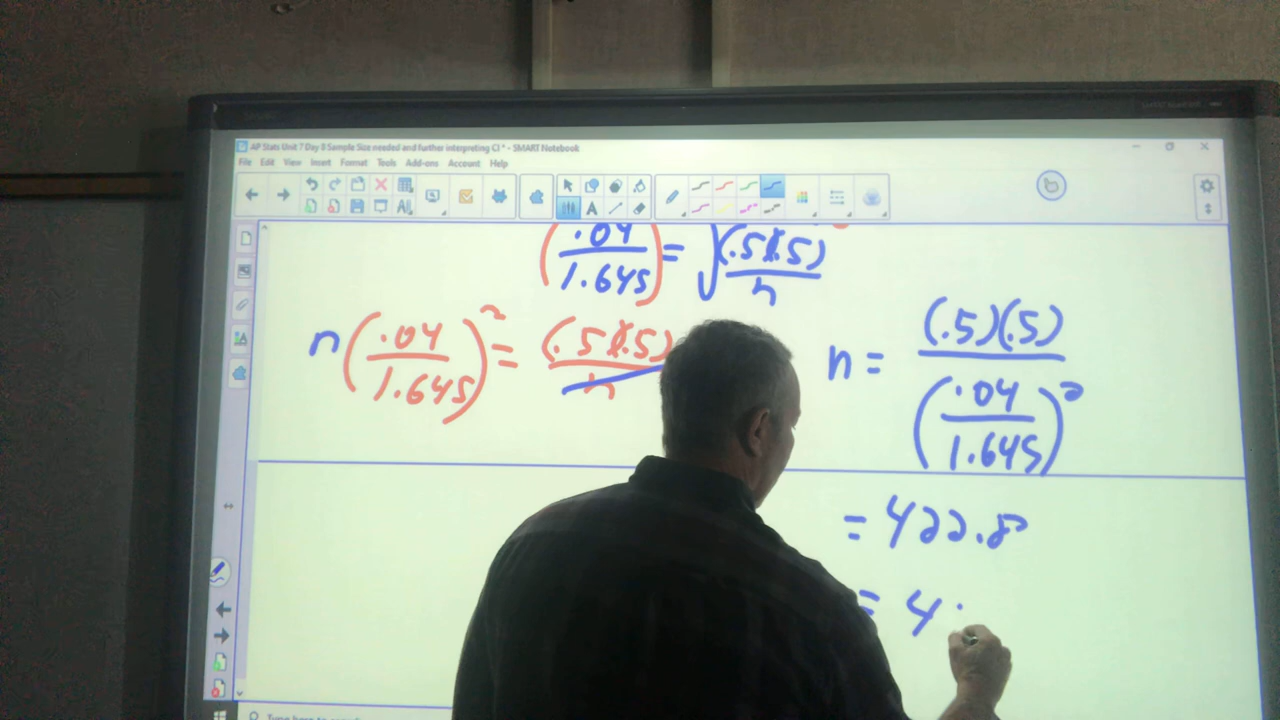 AP Stats Unit 7 Day 8 Sample Size needed and further interpreting CI * - SMART Notebook
File Edit View Insert Format Tools Add-ons Account Help
(.04/1.645) = √(.5)(.5)/n
n(.04/1.645)² = (.5)(.5)/n
n = (.5)(.5)/(.04/1.645)²
= 422.8
= 4